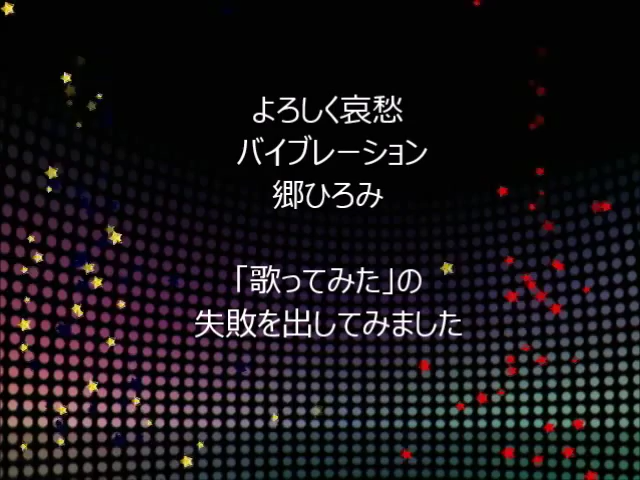 よろしく哀愁
バイブレーション
郷ひろみ
「歌ってみた」の
失敗を出してみました